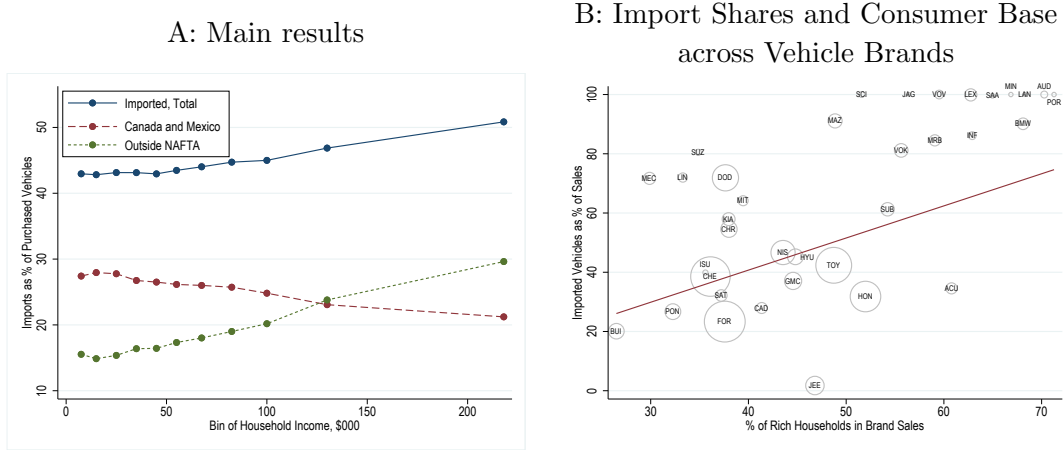 A: Main results
Imports as % of Purchased Vehicles
10 20 30 40 50
Imported, Total
Canada and Mexico
Outside NAFTA
0 50 100 150 200
Bin of Household Income, $000
B: Import Shares and Consumer Base
across Vehicle Brands
Imported Vehicles as % of Sales
0 20 40 60 80 100
SCI JAG VOV LEX SAA MIN LAN AUD POR
MAZ BMW
MRB INF
SUZ VOK
MEC LIN DOD
MIT
SUB
KIA
CHR
NIS HYU
ISU TOY
CHE
GMC
ACU
SAT HON
PON CAD
FOR
BUI
JEE
30 40 50 60 70
% of Rich Households in Brand Sales